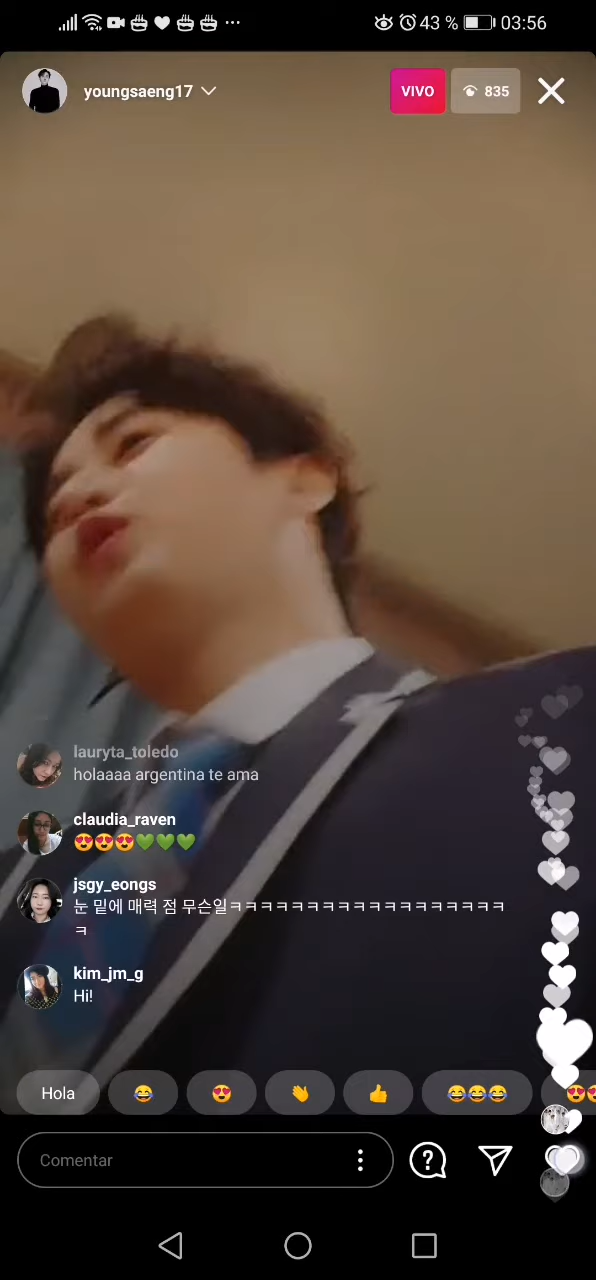 43 % 03:56
youngsaeng17 VIVO 835
lauryta_toledo
holaaaa argentina te ama
claudia_raven
😍😍😍💚💚💚
jsgy_eongs
눈 밑에 매력 점 무슨일ㅋㅋㅋㅋㅋㅋㅋㅋㅋㅋㅋㅋㅋㅋㅋㅋㅋㅋ
ㅋ
kim_jm_g
Hi!
Hola 😂 😍 👏 👍 😂😂😂 😍😍
Comentar